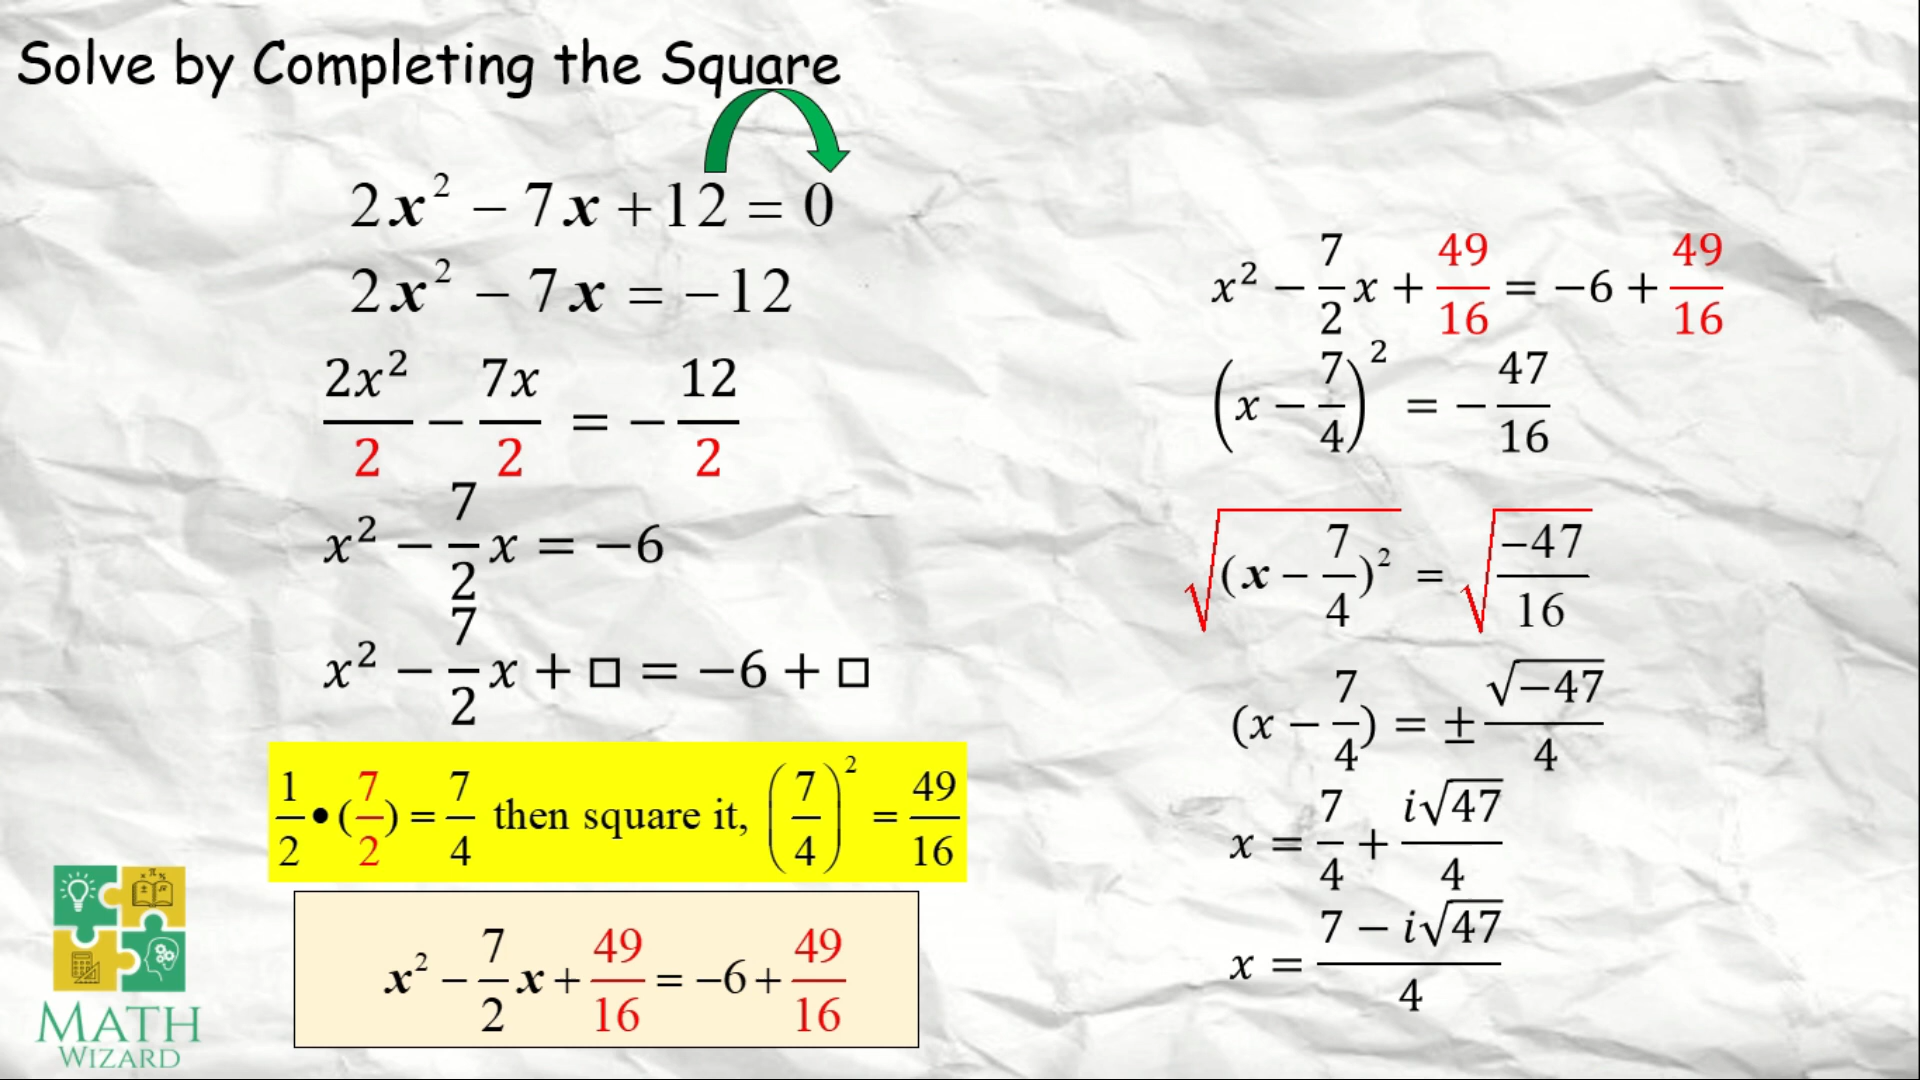 Solve by Completing the Square
2x² − 7x + 12 = 0
2x² − 7x = −12
2x²/2 − 7x/2 = − 12/2
x² − 7/2 x = −6
x² − 7/2 x + □ = −6 + □
1/2 • (7/2) = 7/4 then square it, (7/4)² = 49/16
x² − 7/2 x + 49/16 = −6 + 49/16
MATH
WIZARD
x² − 7/2 x + 49/16 = −6 + 49/16
(x − 7/4)² = − 47/16
√(x − 7/4)² = √−47/16
(x − 7/4) = ± √−47/4
x = 7/4 + i√47/4
x = 7 − i√47/4